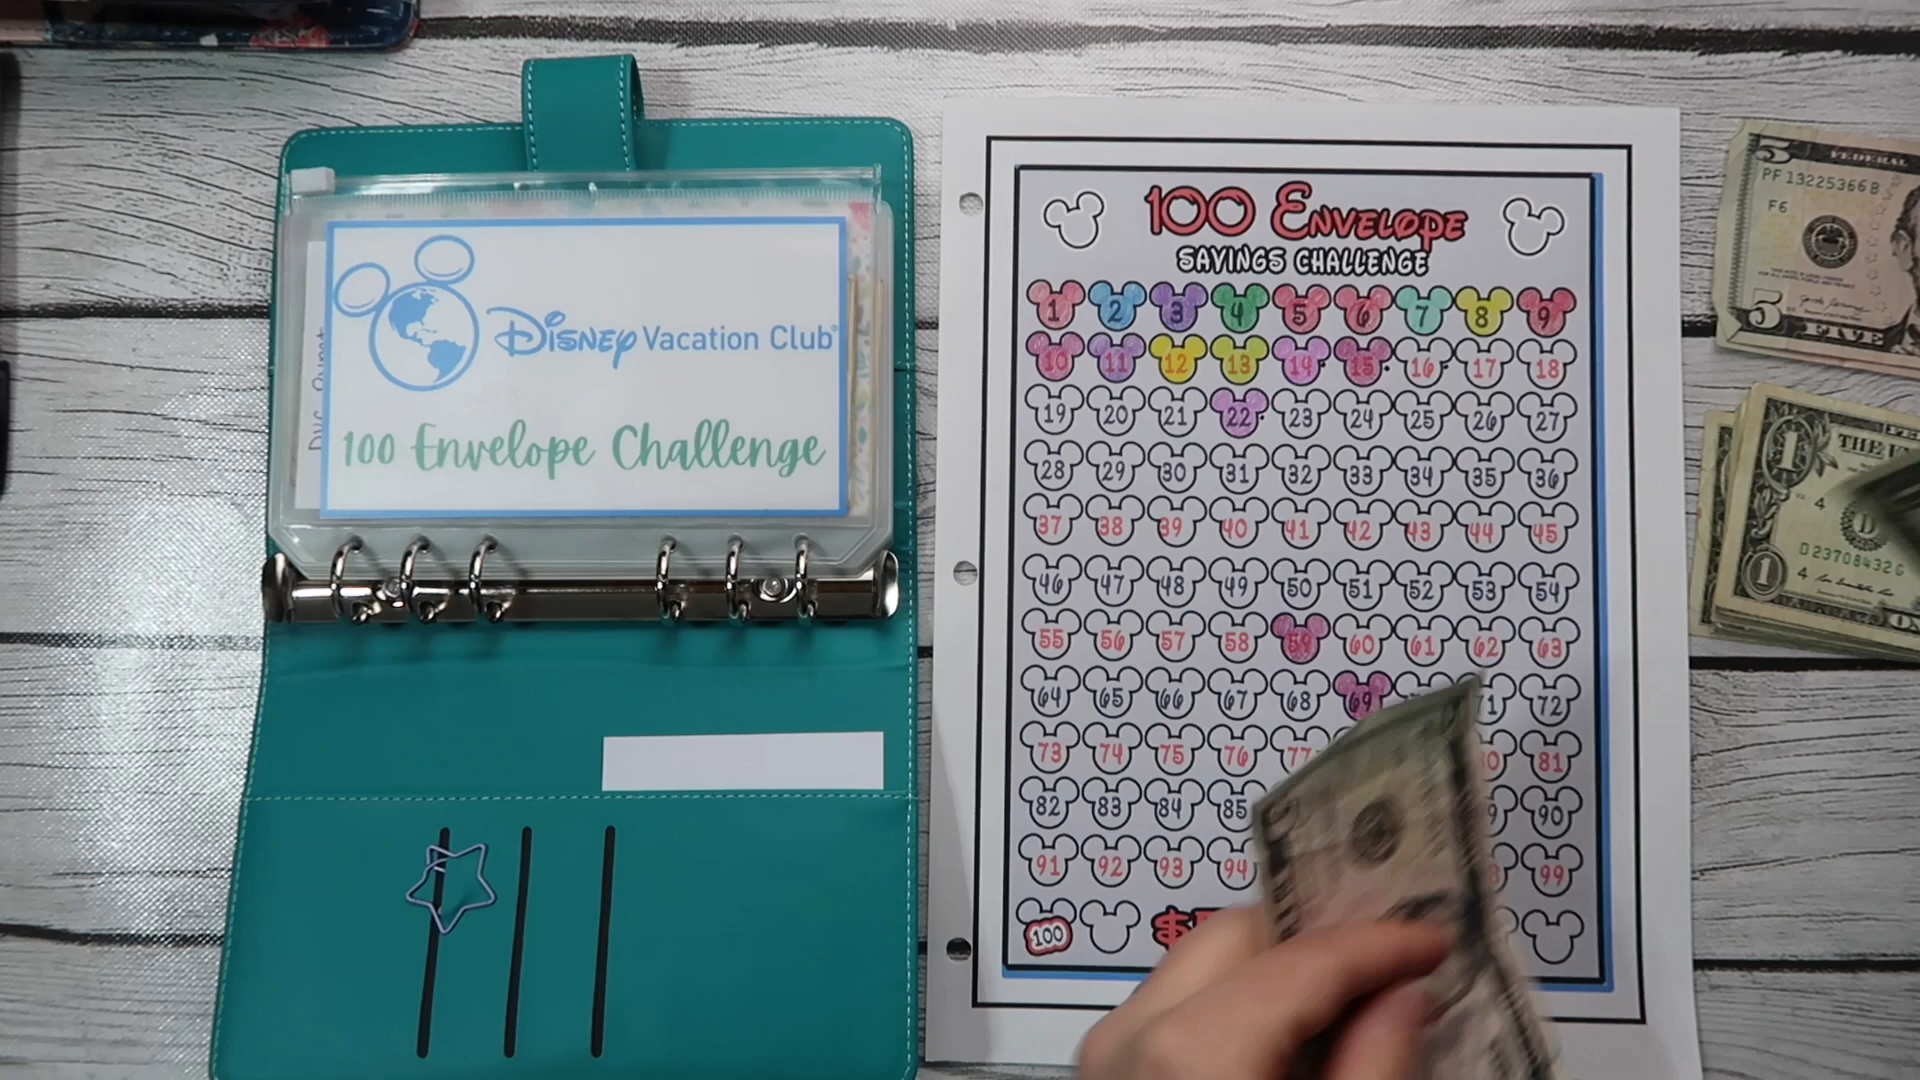 Disney Vacation Club
100 Envelope Challenge
100 Envelope
Savings Challenge
1 2 3 4 5 6 7 8 9
10 11 12 13 14 15 16 17 18
19 20 21 22 23 24 25 26 27
28 29 30 31 32 33 34 35 36
37 38 39 40 41 42 43 44 45
46 47 48 49 50 51 52 53 54
55 56 57 58 59 60 61 62 63
64 65 66 67 68 69 72
73 74 75 76 77 81
82 83 84 85 90
91 92 93 94 99
100
5 FEDERAL
PF 13225366 B
F6
5 FIVE
1 THE
4
D 23708432 G
1 4